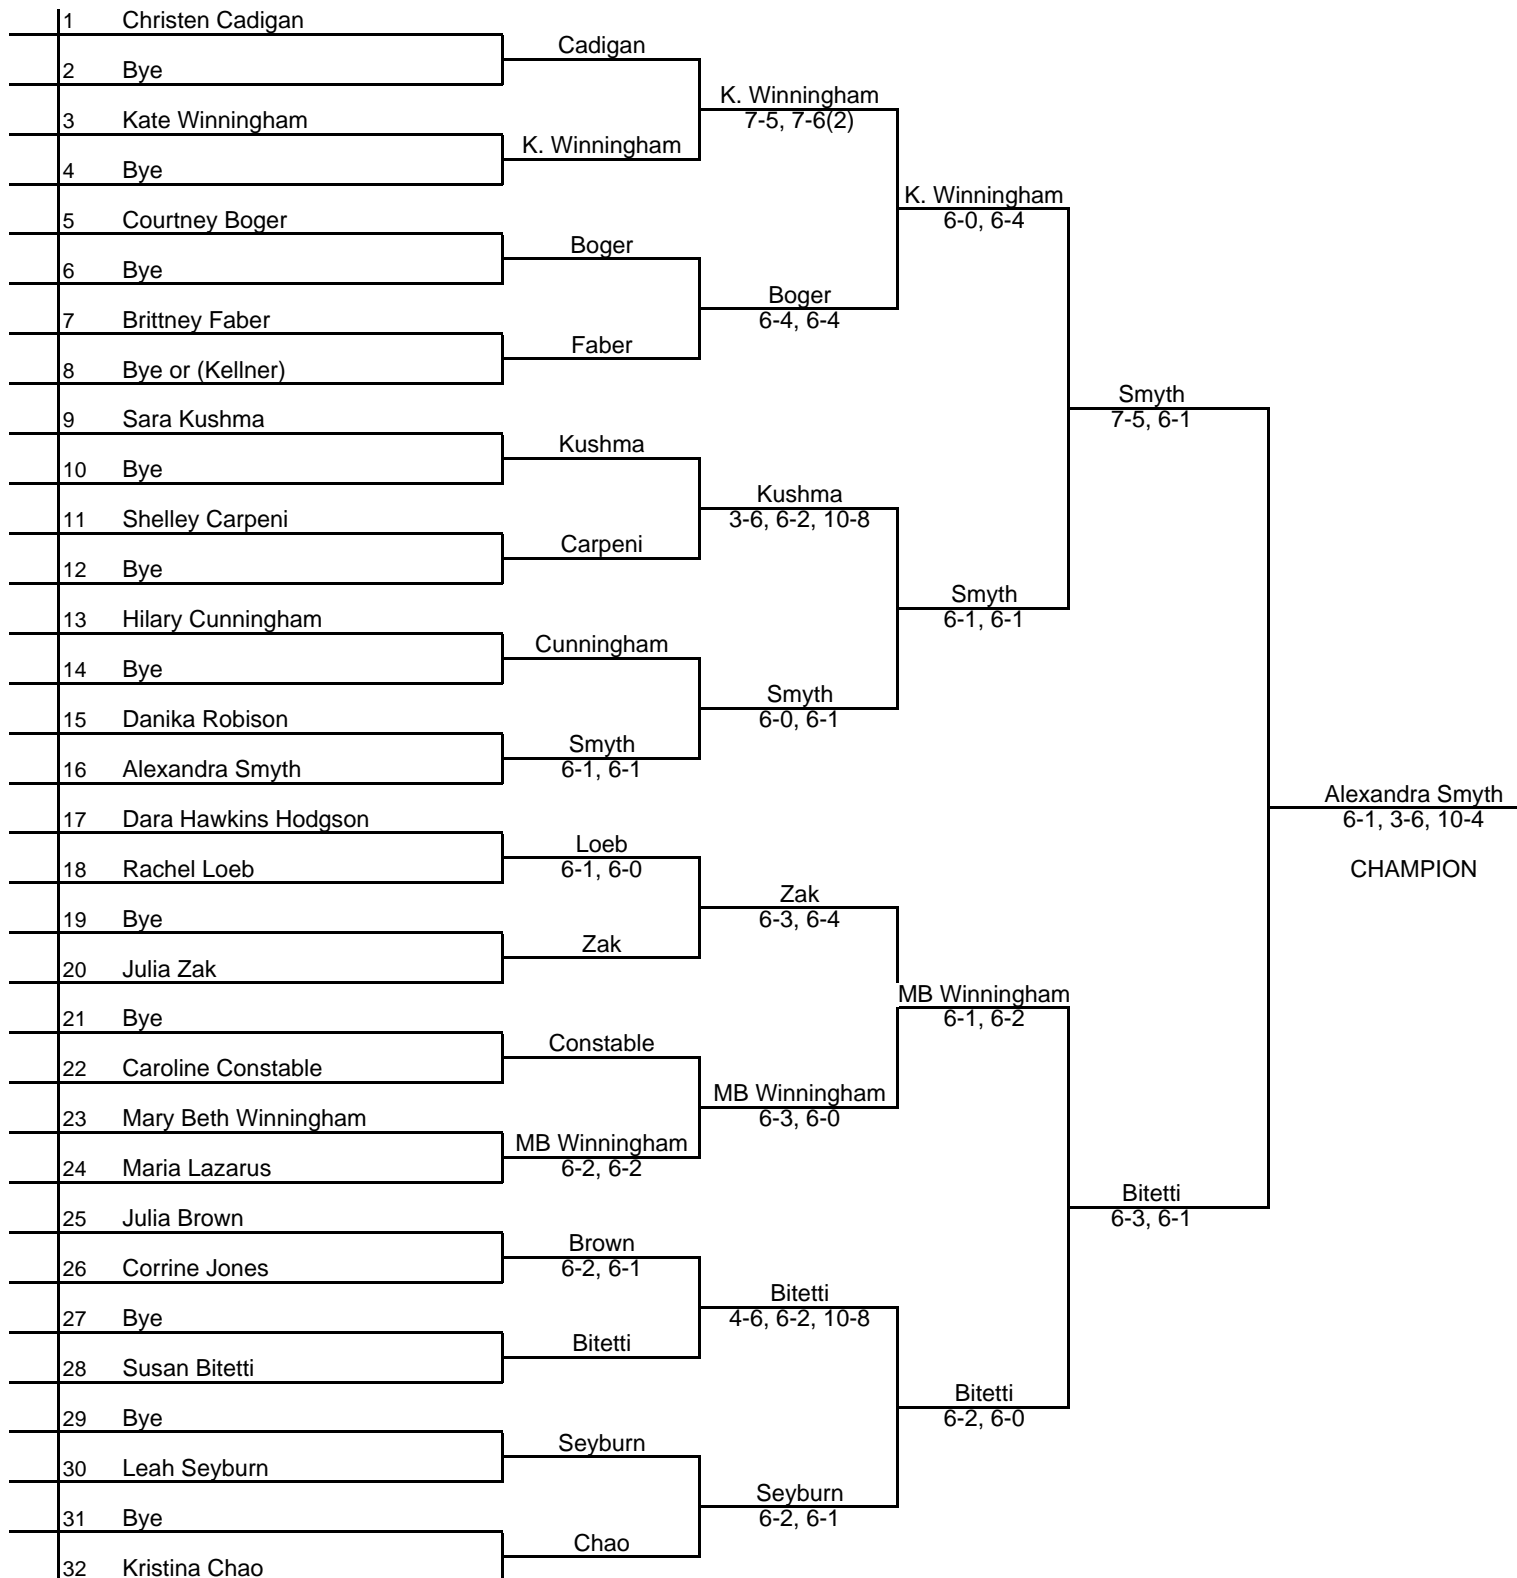 1 Christen Cadigan
Cadigan
2 Bye
K. Winningham
7-5, 7-6(2)
3 Kate Winningham
K. Winningham
4 Bye
K. Winningham
6-0, 6-4
5 Courtney Boger
Boger
6 Bye
Boger
6-4, 6-4
7 Brittney Faber
Faber
8 Bye or (Kellner)
Smyth
7-5, 6-1
9 Sara Kushma
Kushma
10 Bye
Kushma
3-6, 6-2, 10-8
11 Shelley Carpeni
Carpeni
12 Bye
Smyth
6-1, 6-1
13 Hilary Cunningham
Cunningham
14 Bye
Smyth
6-0, 6-1
15 Danika Robison
Smyth
6-1, 6-1
16 Alexandra Smyth
Alexandra Smyth
6-1, 3-6, 10-4
CHAMPION
17 Dara Hawkins Hodgson
Loeb
6-1, 6-0
18 Rachel Loeb
Zak
6-3, 6-4
19 Bye
Zak
20 Julia Zak
MB Winningham
6-1, 6-2
21 Bye
Constable
22 Caroline Constable
MB Winningham
6-3, 6-0
23 Mary Beth Winningham
MB Winningham
6-2, 6-2
24 Maria Lazarus
Bitetti
6-3, 6-1
25 Julia Brown
Brown
6-2, 6-1
26 Corrine Jones
Bitetti
4-6, 6-2, 10-8
27 Bye
Bitetti
28 Susan Bitetti
Bitetti
6-2, 6-0
29 Bye
Seyburn
30 Leah Seyburn
Seyburn
6-2, 6-1
31 Bye
Chao
32 Kristina Chao